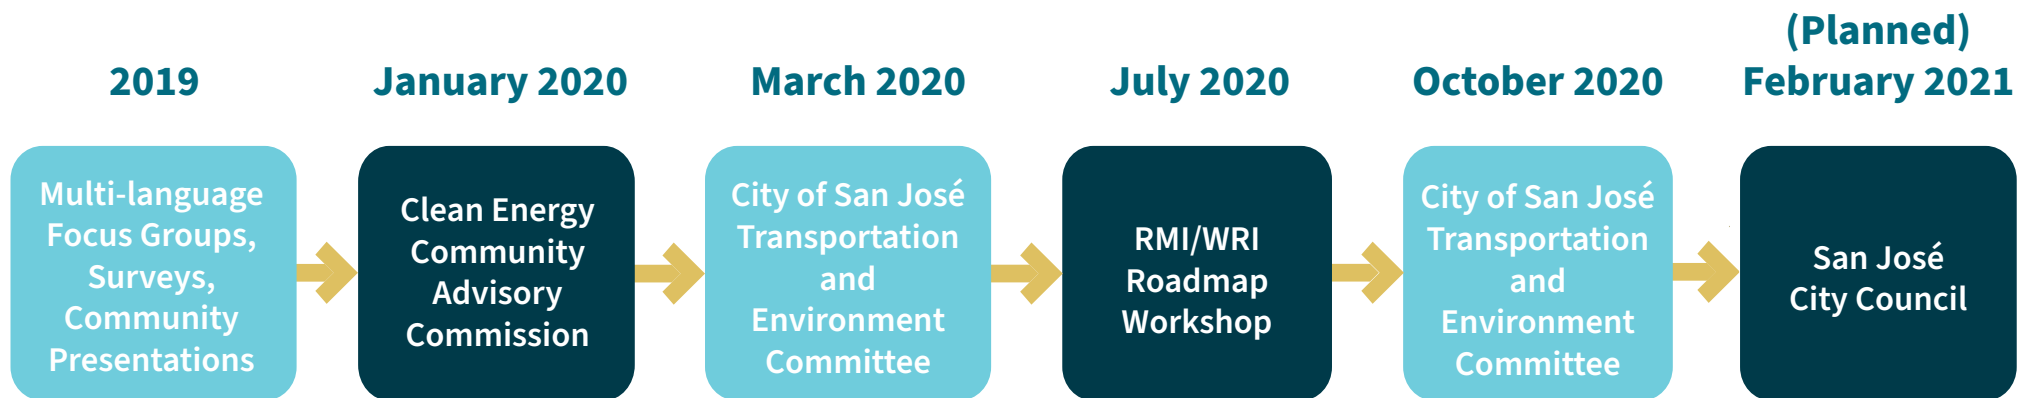 2019
Multi-language
Focus Groups,
Surveys,
Community
Presentations
January 2020
Clean Energy
Community
Advisory
Commission
March 2020
City of San José
Transportation
and
Environment
Committee
July 2020
RMI/WRI
Roadmap
Workshop
October 2020
City of San José
Transportation
and
Environment
Committee
(Planned)
February 2021
San José
City Council